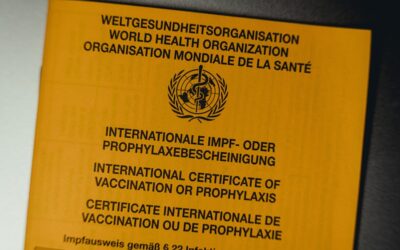 WELTGESUNDHEITSORGANISATION
WORLD HEALTH ORGANIZATION
ORGANISATION MONDIALE DE LA SANTÉ
INTERNATIONALE IMPF- ODER
PROPHYLAXEBESCHEINIGUNG
INTERNATIONAL CERTIFICATE OF
VACCINATION OR PROPHYLAXIS
CERTIFICATE INTERNATIONALE DE
VACCINATION OU DE PROPHYLAXIE
Impfausweis gemäß § 22